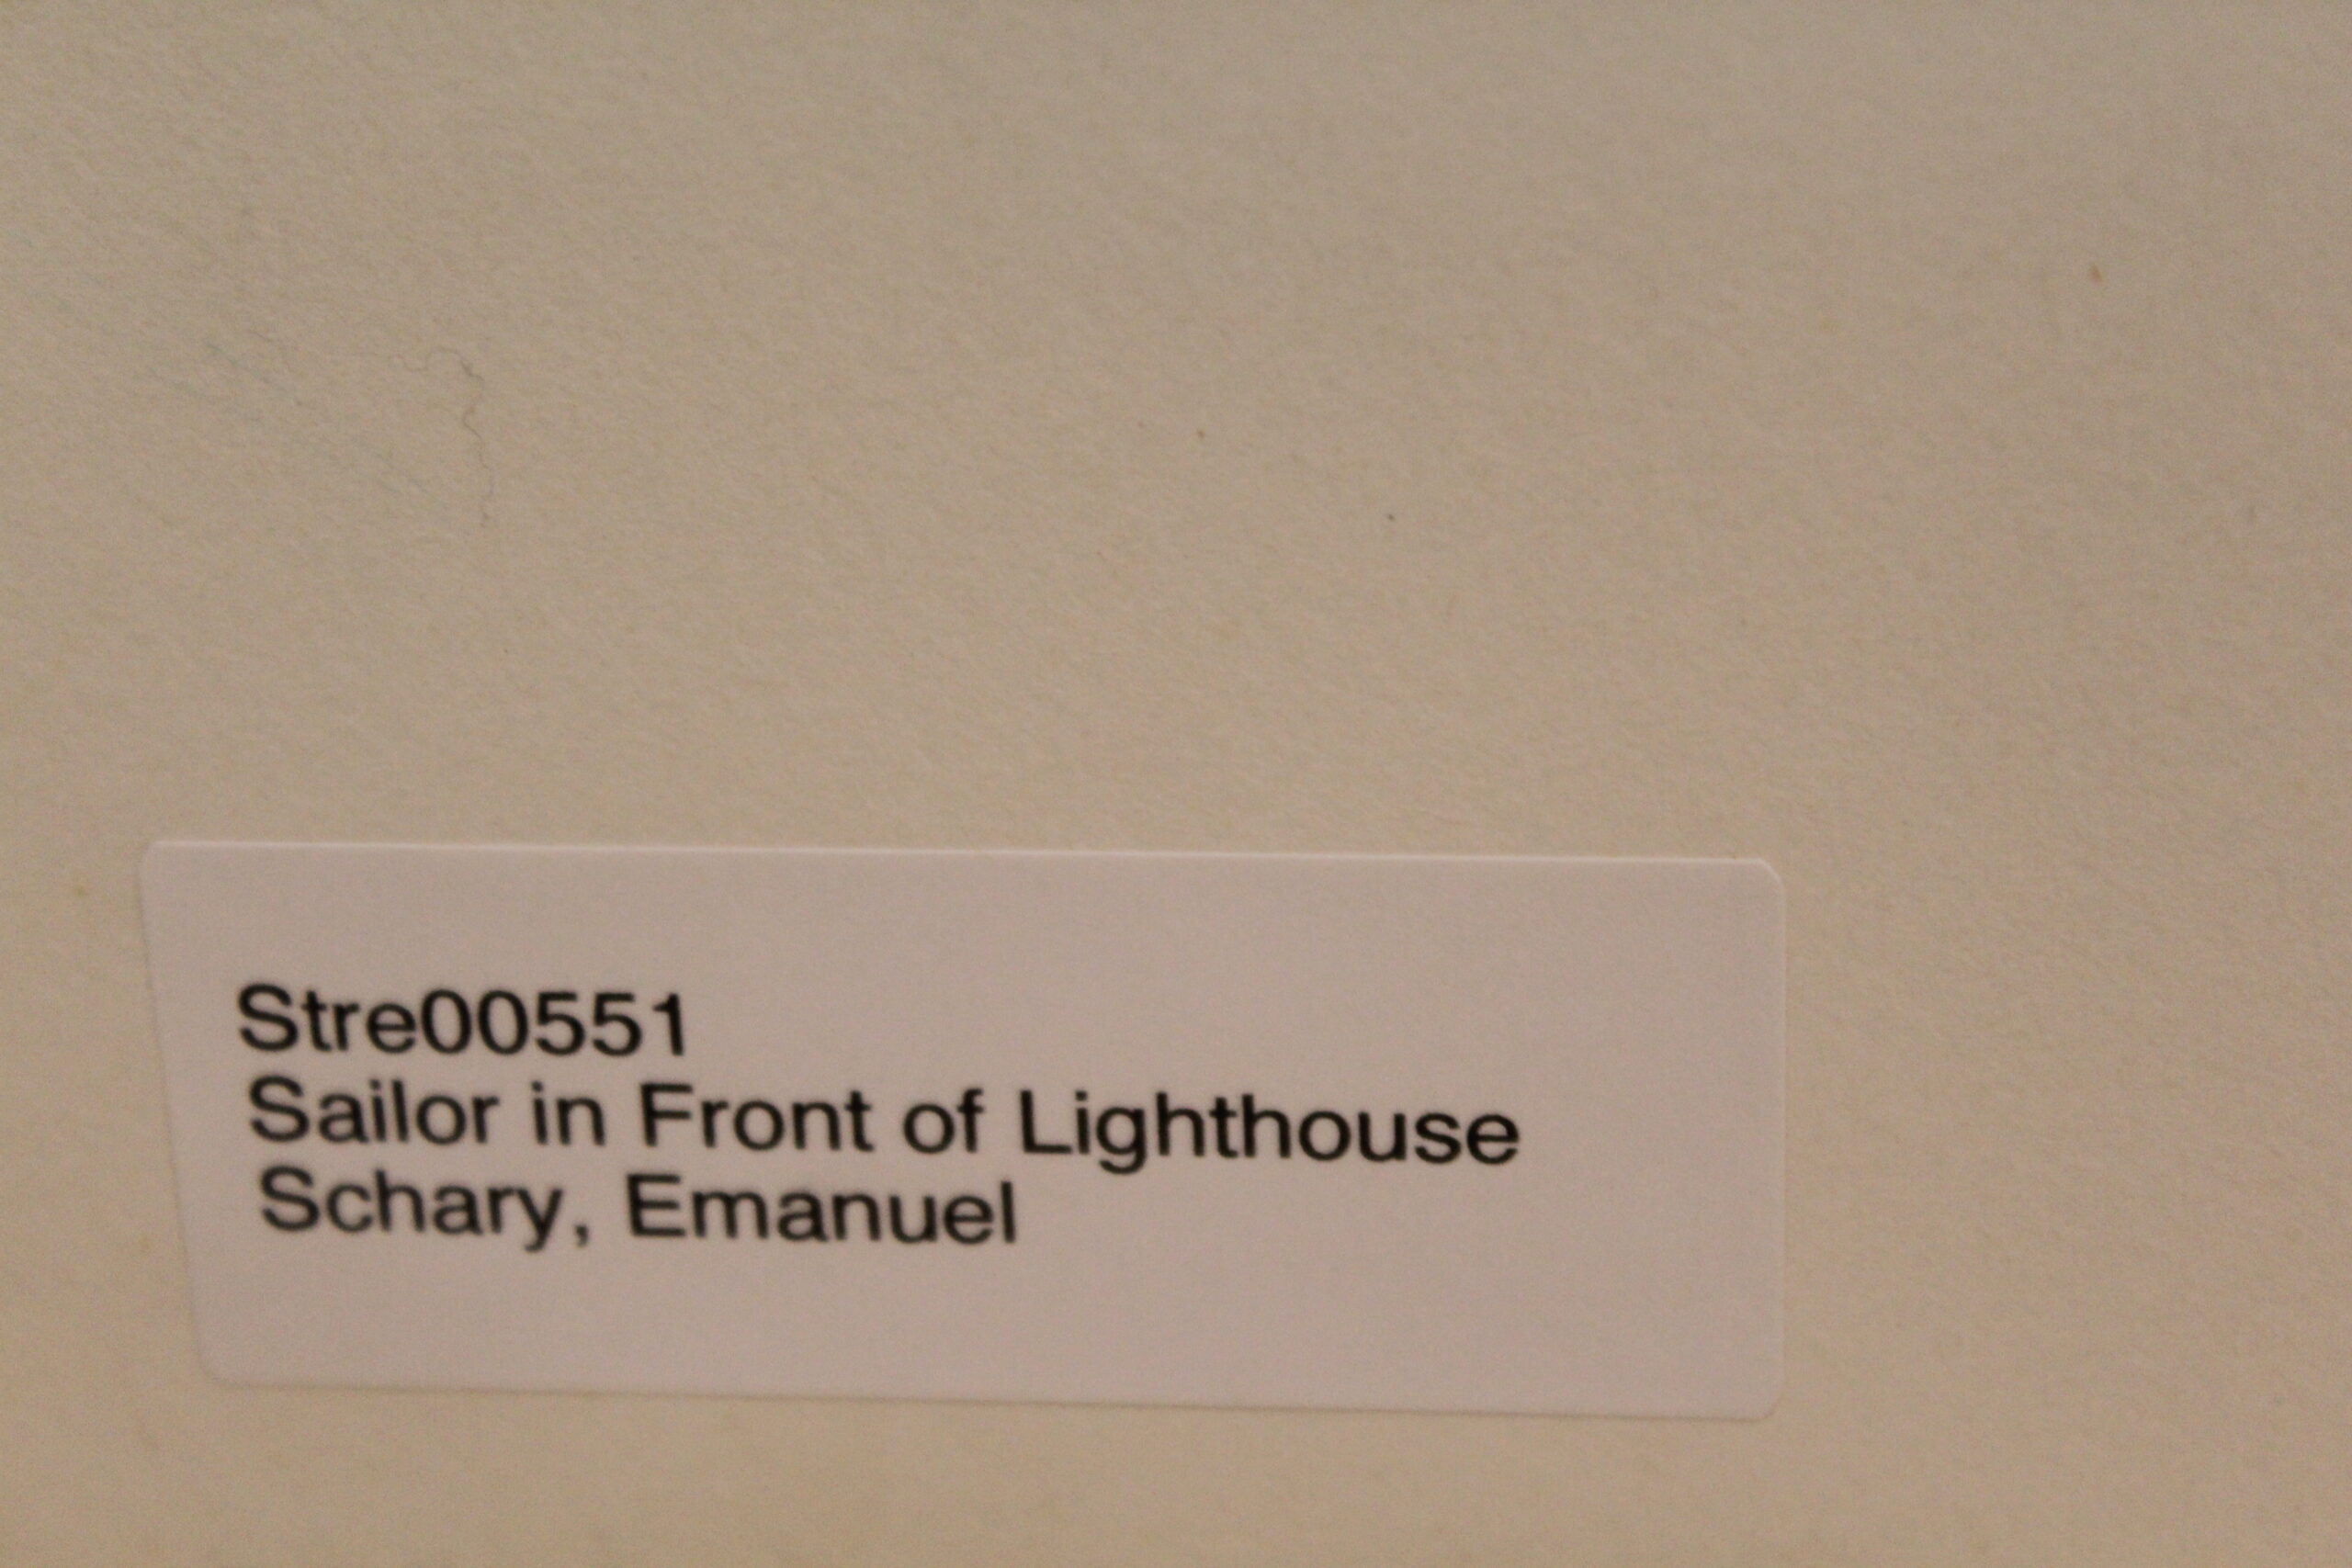 Stre00551
Sailor in Front of Lighthouse
Schary, Emanuel